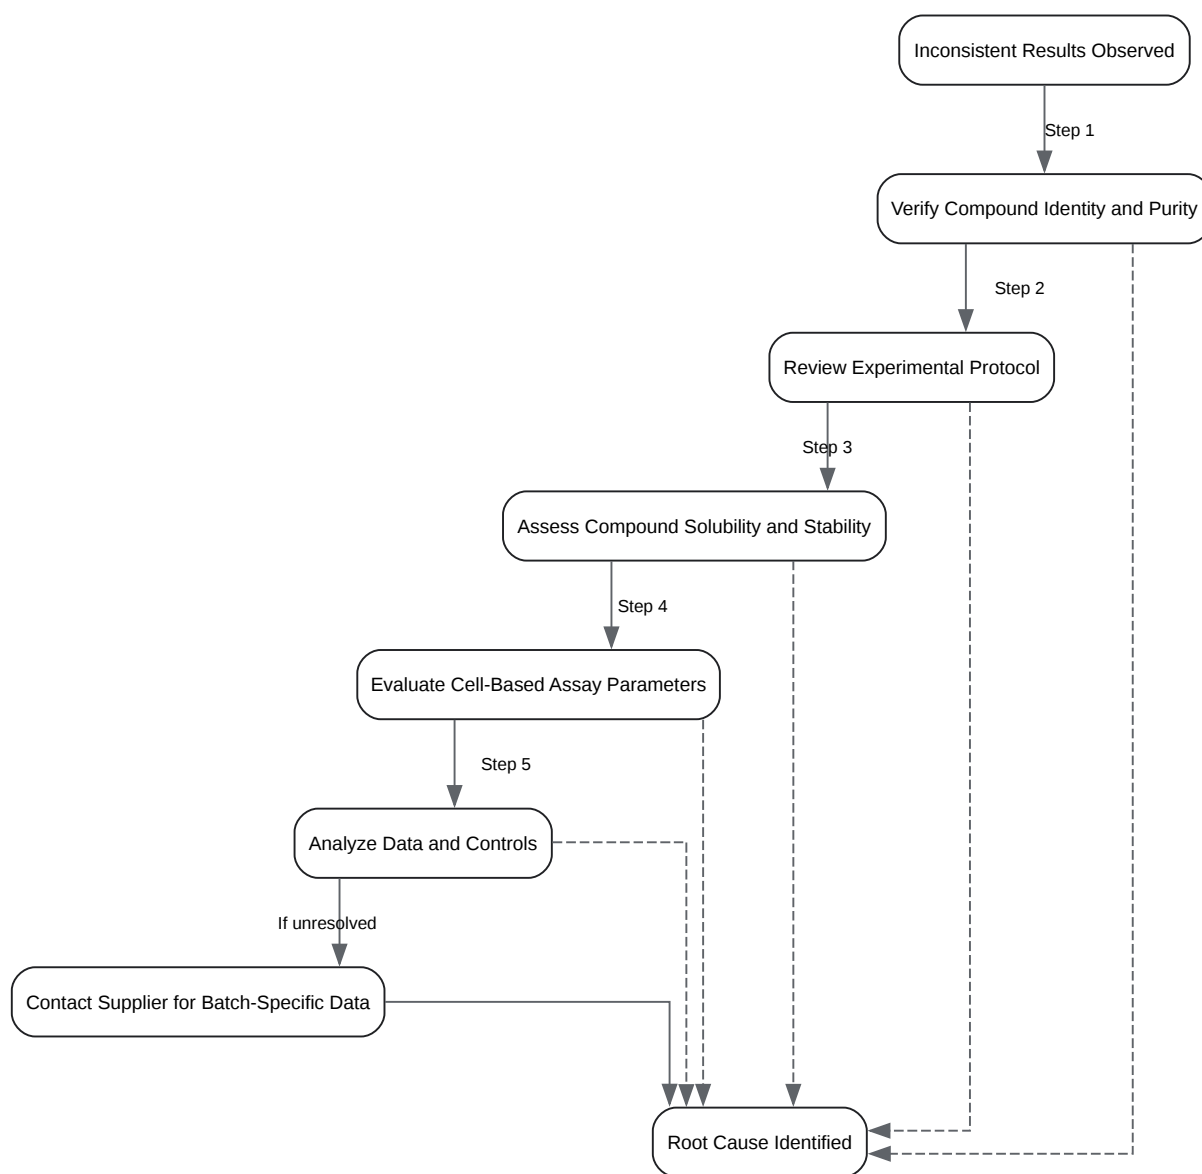 Inconsistent Results Observed
Step 1
Verify Compound Identity and Purity
Step 2
Review Experimental Protocol
Step 3
Assess Compound Solubility and Stability
Step 4
Evaluate Cell-Based Assay Parameters
Step 5
Analyze Data and Controls
If unresolved
Contact Supplier for Batch-Specific Data
Root Cause Identified